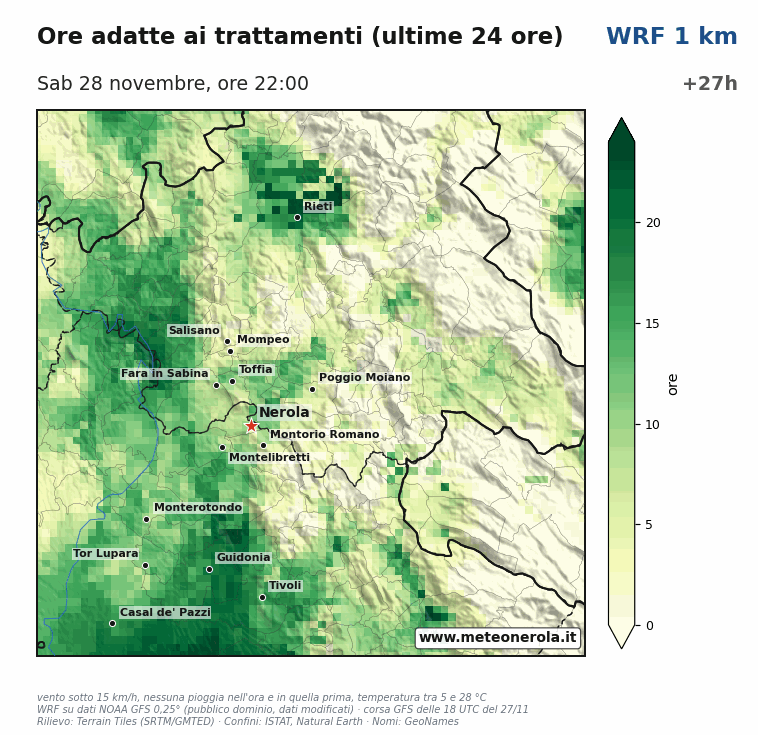 Ore adatte ai trattamenti (ultime 24 ore)
WRF 1 km
Sab 28 novembre, ore 22:00
+27h
Rieti
Salisano
Mompeo
Fara in Sabina
Toffia
Poggio Moiano
Nerola
Montorio Romano
Montelibretti
Monterotondo
Tor Lupara
Guidonia
Tivoli
Casal de' Pazzi
www.meteonerola.it
20
15
10
5
0
ore
vento sotto 15 km/h, nessuna pioggia nell'ora e in quella prima, temperatura tra 5 e 28 °C
WRF su dati NOAA GFS 0,25° (pubblico dominio, dati modificati) · corsa GFS delle 18 UTC del 27/11
Rilievo: Terrain Tiles (SRTM/GMTED) · Confini: ISTAT, Natural Earth · Nomi: GeoNames